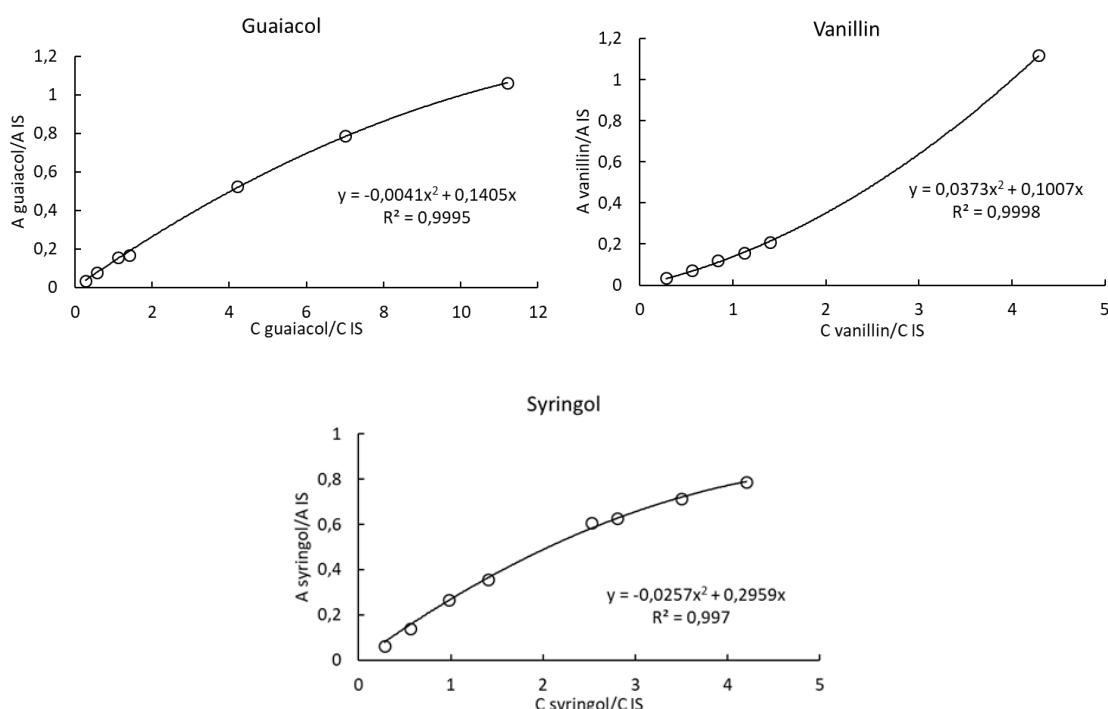 Guaiacol
1,2
1
0,8
0,6
0,4
0,2
0
A guaiacol/A IS
y = -0,0041x² + 0,1405x
R² = 0,9995
0 2 4 6 8 10 12
C guaiacol/C IS
Vanillin
1,2
1
0,8
0,6
0,4
0,2
0
A vanillin/A IS
y = 0,0373x² + 0,1007x
R² = 0,9998
0 1 2 3 4 5
C vanillin/C IS
Syringol
1
0,8
0,6
0,4
0,2
0
A syringol/A IS
y = -0,0257x² + 0,2959x
R² = 0,997
0 1 2 3 4 5
C syringol/C IS